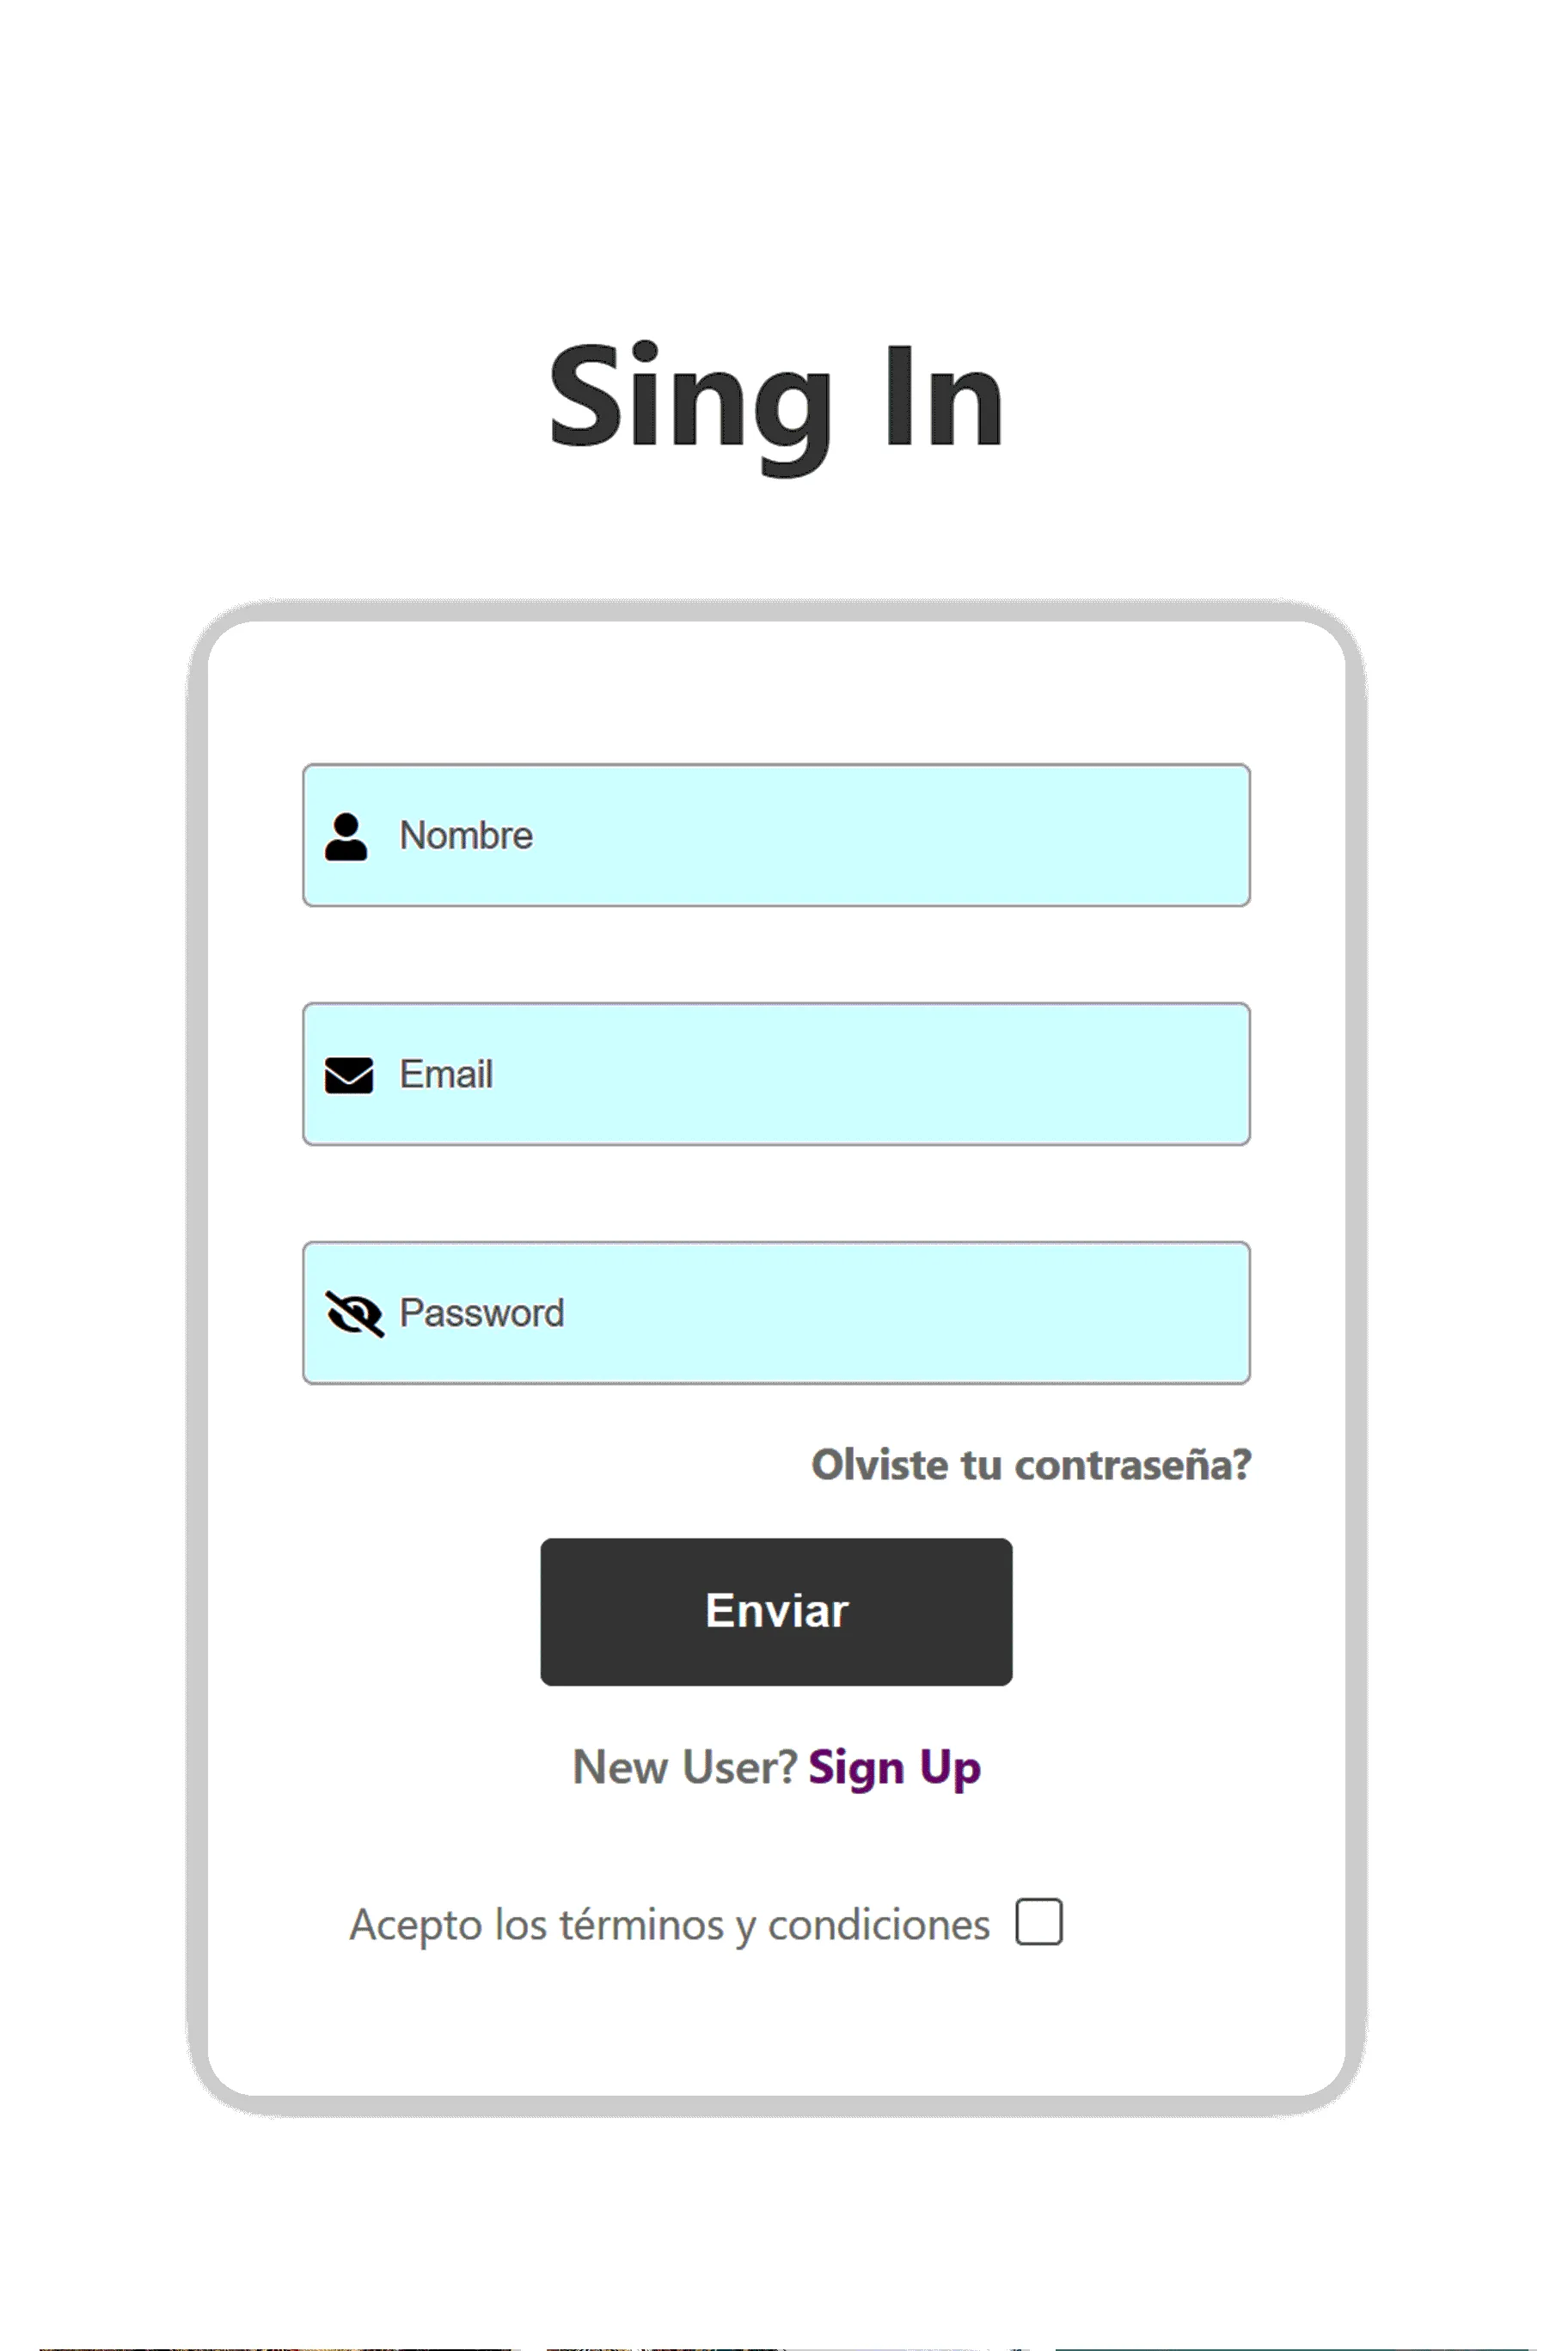 Sing In
Nombre
Email
Password
Olviste tu contraseña?
Enviar
New User? Sign Up
Acepto los términos y condiciones